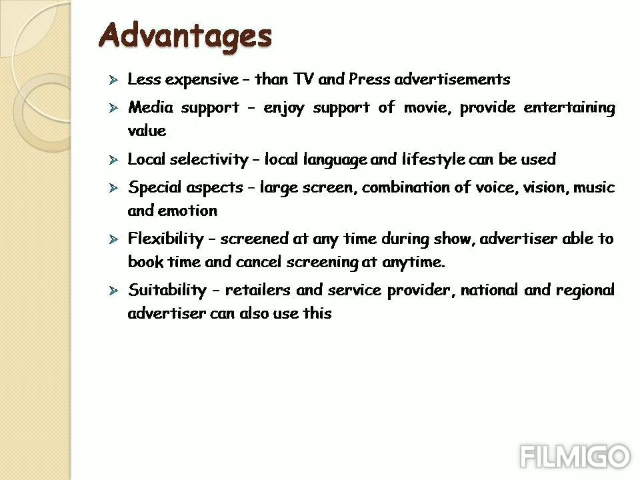 Advantages
Less expensive – than TV and Press advertisements
Media support – enjoy support of movie, provide entertaining
value
Local selectivity – local language and lifestyle can be used
Special aspects – large screen, combination of voice, vision, music
and emotion
Flexibility – screened at any time during show, advertiser able to
book time and cancel screening at anytime.
Suitability – retailers and service provider, national and regional
advertiser can also use this
FILMIGO